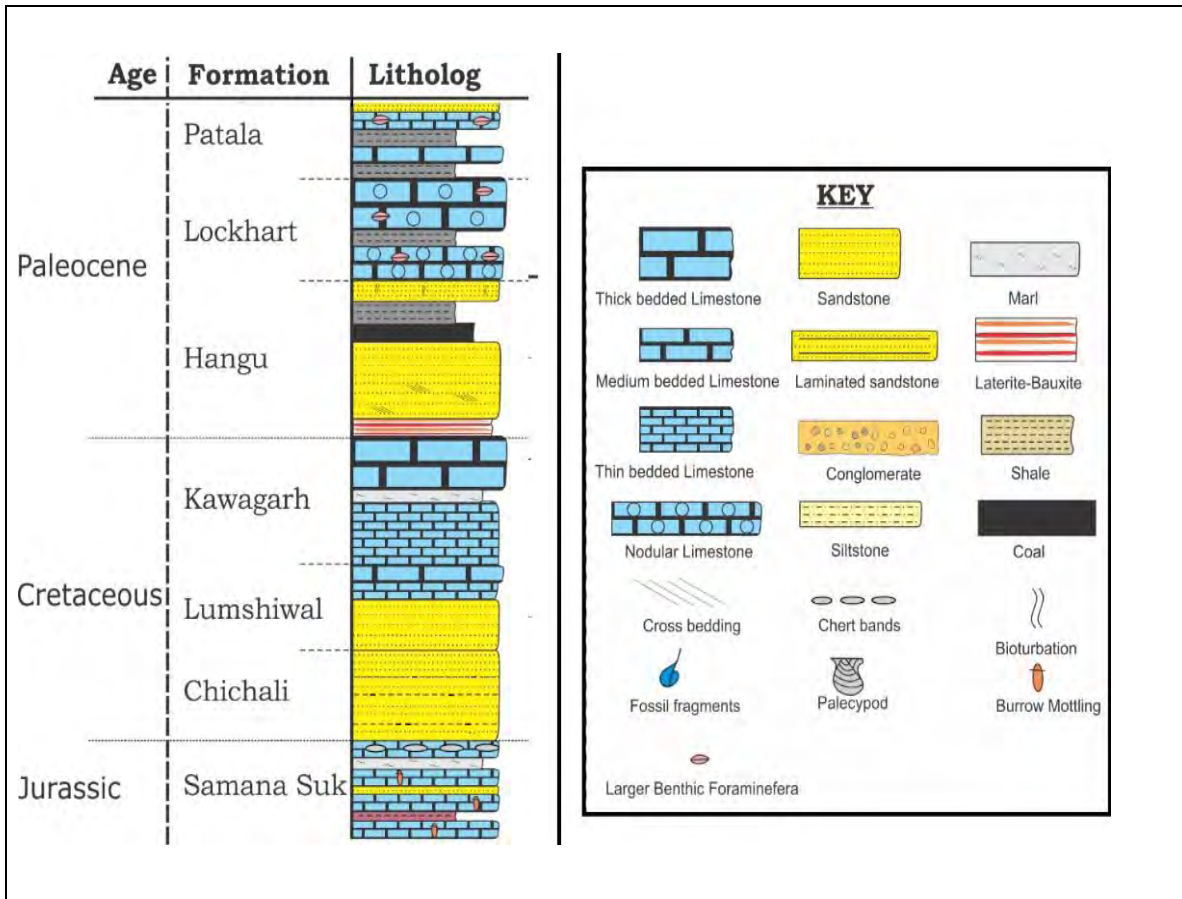 Age Formation Litholog
Patala
Lockhart
Paleocene
Hangu
Kawagarh
Cretaceous
Lumshiwal
Chichali
Jurassic
Samana Suk
KEY
Thick bedded Limestone
Sandstone
Marl
Medium bedded Limestone
Laminated sandstone
Laterite-Bauxite
Thin bedded Limestone
Conglomerate
Shale
Nodular Limestone
Siltstone
Coal
Cross bedding
Chert bands
Bioturbation
Fossil fragments
Palecypod
Burrow Mottling
Larger Benthic Foraminefera